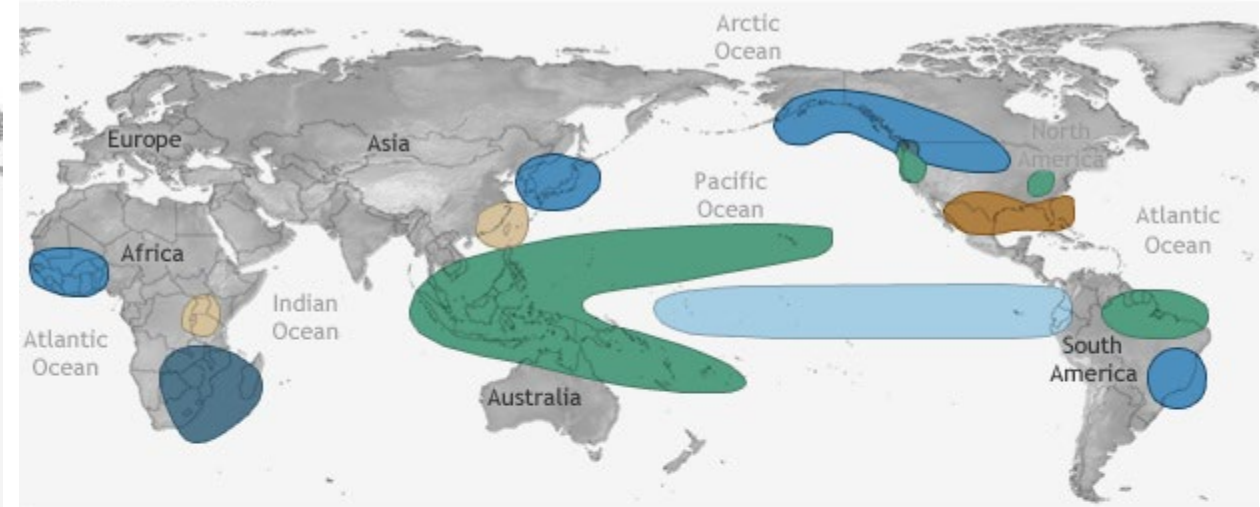 Arctic
Ocean
Europe
Asia
North
America
Pacific
Ocean
Atlantic
Ocean
Africa
Indian
Ocean
Atlantic
Ocean
South
America
Australia